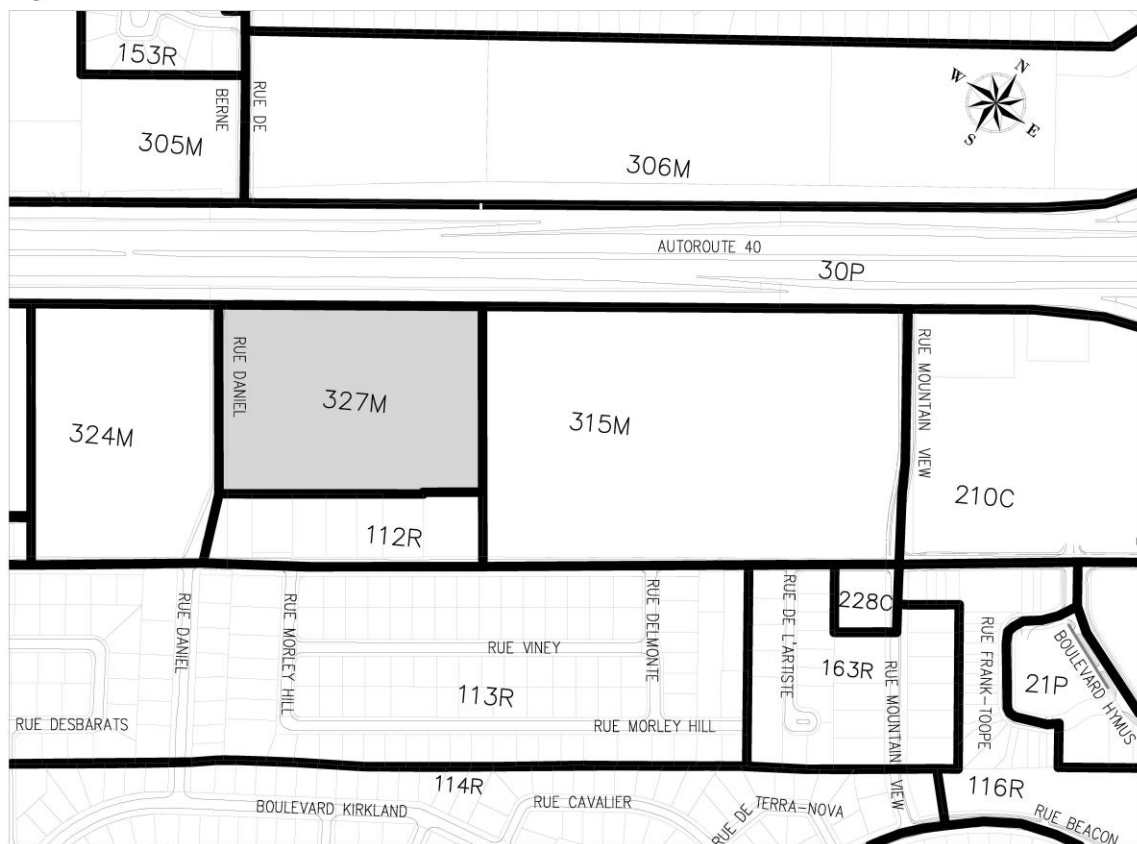 153R
BERNE
RUE DE
305M
306M
N
W
E
S
AUTOROUTE 40
30P
RUE DANIEL
324M
327M
315M
RUE MOUNTAIN VIEW
210C
112R
RUE DANIEL
RUE MORLEY HILL
RUE VINEY
RUE DELMONTE
113R
RUE MORLEY HILL
RUE DESBARATS
RUE DE L'ARTISTE
228C
163R
RUE MOUNTAIN VIEW
RUE FRANK-TOOPE
21P
BOULEVARD HYMUS
114R
BOULEVARD KIRKLAND
RUE CAVALIER
RUE DE TERRA-NOVA
116R
RUE BEACON